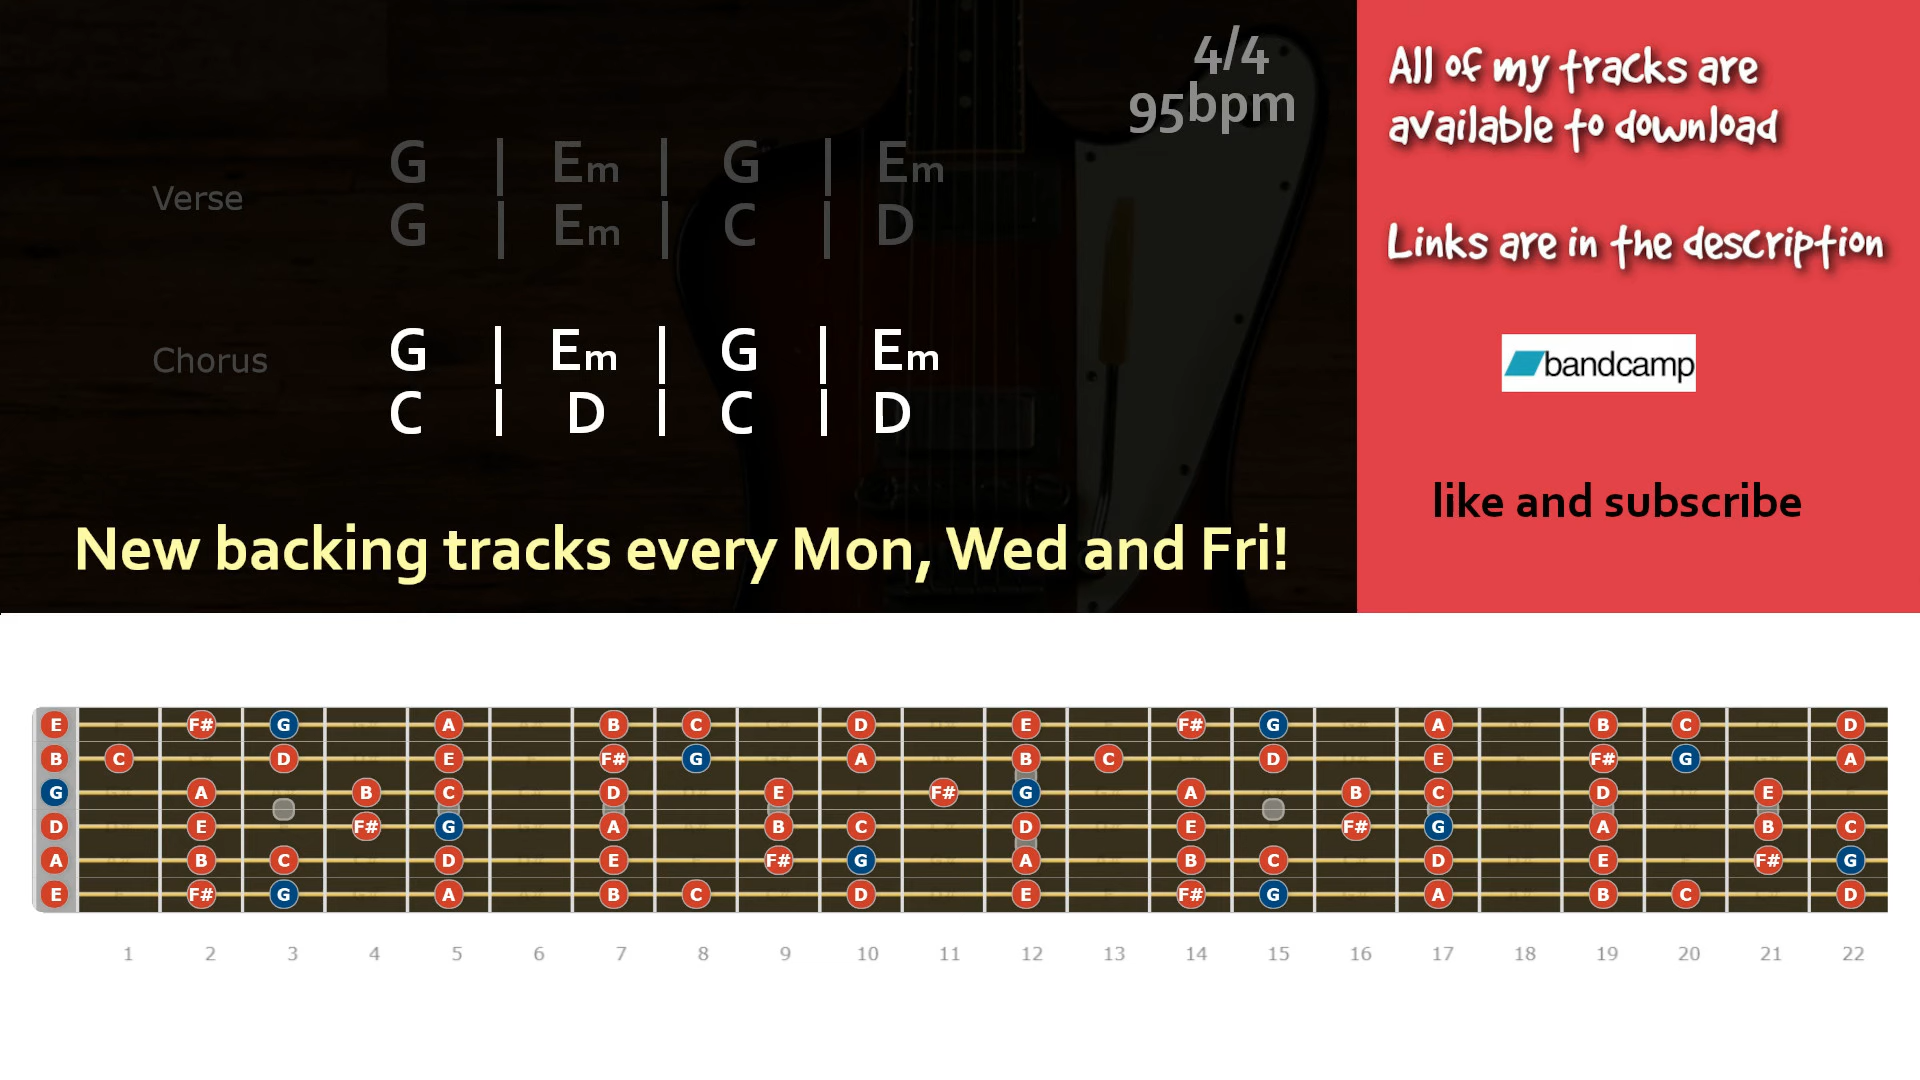 4/4
95bpm
G | Em | G | Em
Verse
G | Em | C | D
G | Em | G | Em
Chorus
C | D | C | D
New backing tracks every Mon, Wed and Fri!
All of my tracks are
available to download
Links are in the description
bandcamp
like and subscribe
E F# G A B C D E F# G A B C D
B C D E F# G A B C D E F# G A
G A B C D E F# G A B C D E
D E F# G A B C D E F# G A B C
A B C D E F# G A B C D E F# G
E F# G A B C D E F# G A B C D
1 2 3 4 5 6 7 8 9 10 11 12 13 14 15 16 17 18 19 20 21 22